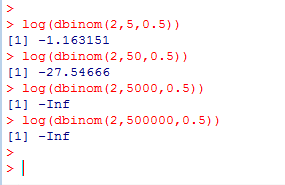 >
> log(dbinom(2,5,0.5))
[1] -1.163151
> log(dbinom(2,50,0.5))
[1] -27.54666
> log(dbinom(2,5000,0.5))
[1] -Inf
> log(dbinom(2,500000,0.5))
[1] -Inf
>
>